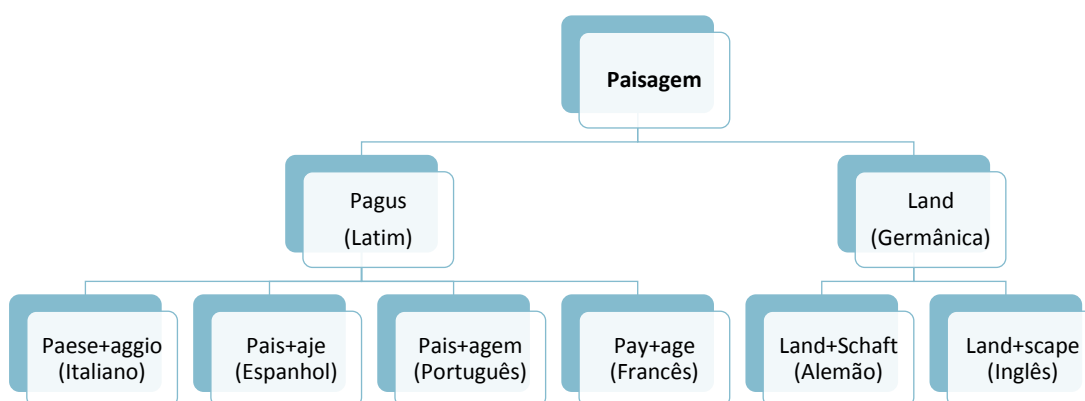 Paisagem
Pagus
(Latim)
Land
(Germânica)
Paese+aggio
(Italiano)
Pais+aje
(Espanhol)
Pais+agem
(Português)
Pay+age
(Francês)
Land+Schaft
(Alemão)
Land+scape
(Inglês)